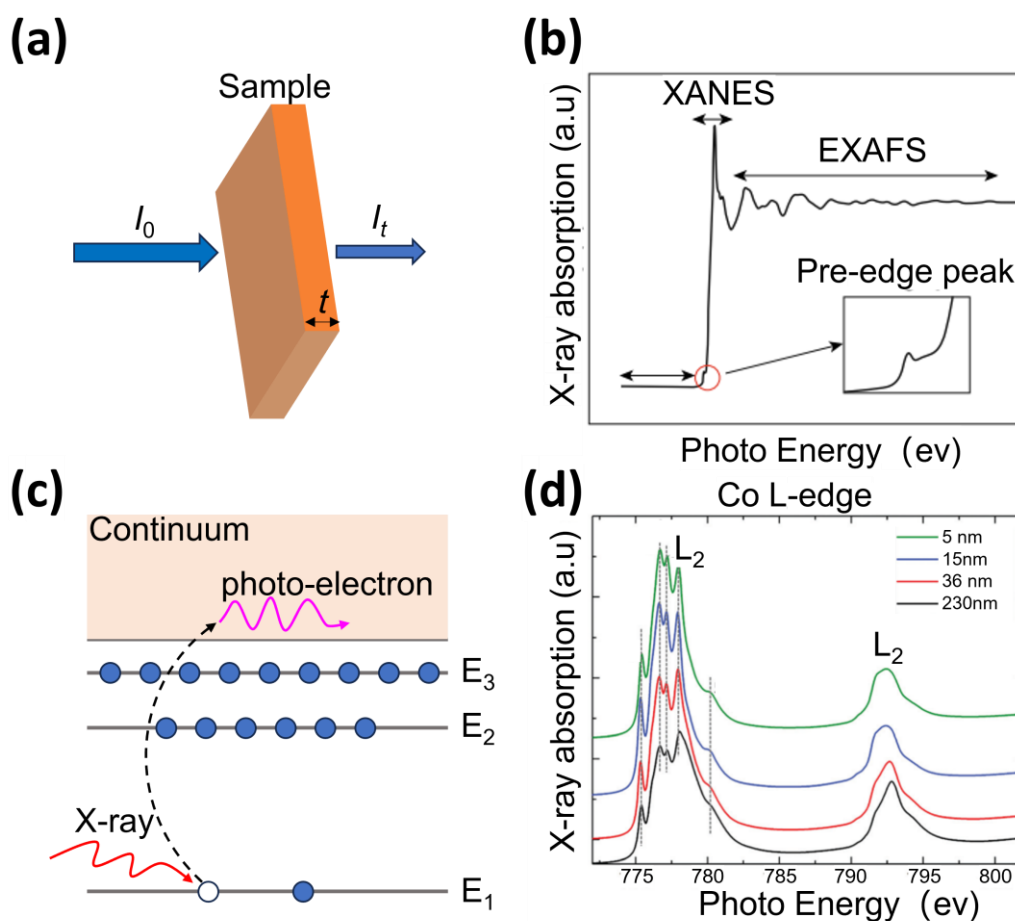 (a)
Sample
I₀
Iₜ
t
(b)
X-ray absorption (a.u)
XANES
EXAFS
Pre-edge peak
Photo Energy (ev)
(c)
Continuum
photo-electron
E₃
E₂
X-ray
E₁
(d)
Co L-edge
X-ray absorption (a.u)
L₂
5 nm
15nm
36 nm
230nm
L₂
775 780 785 790 795 800
Photo Energy (ev)